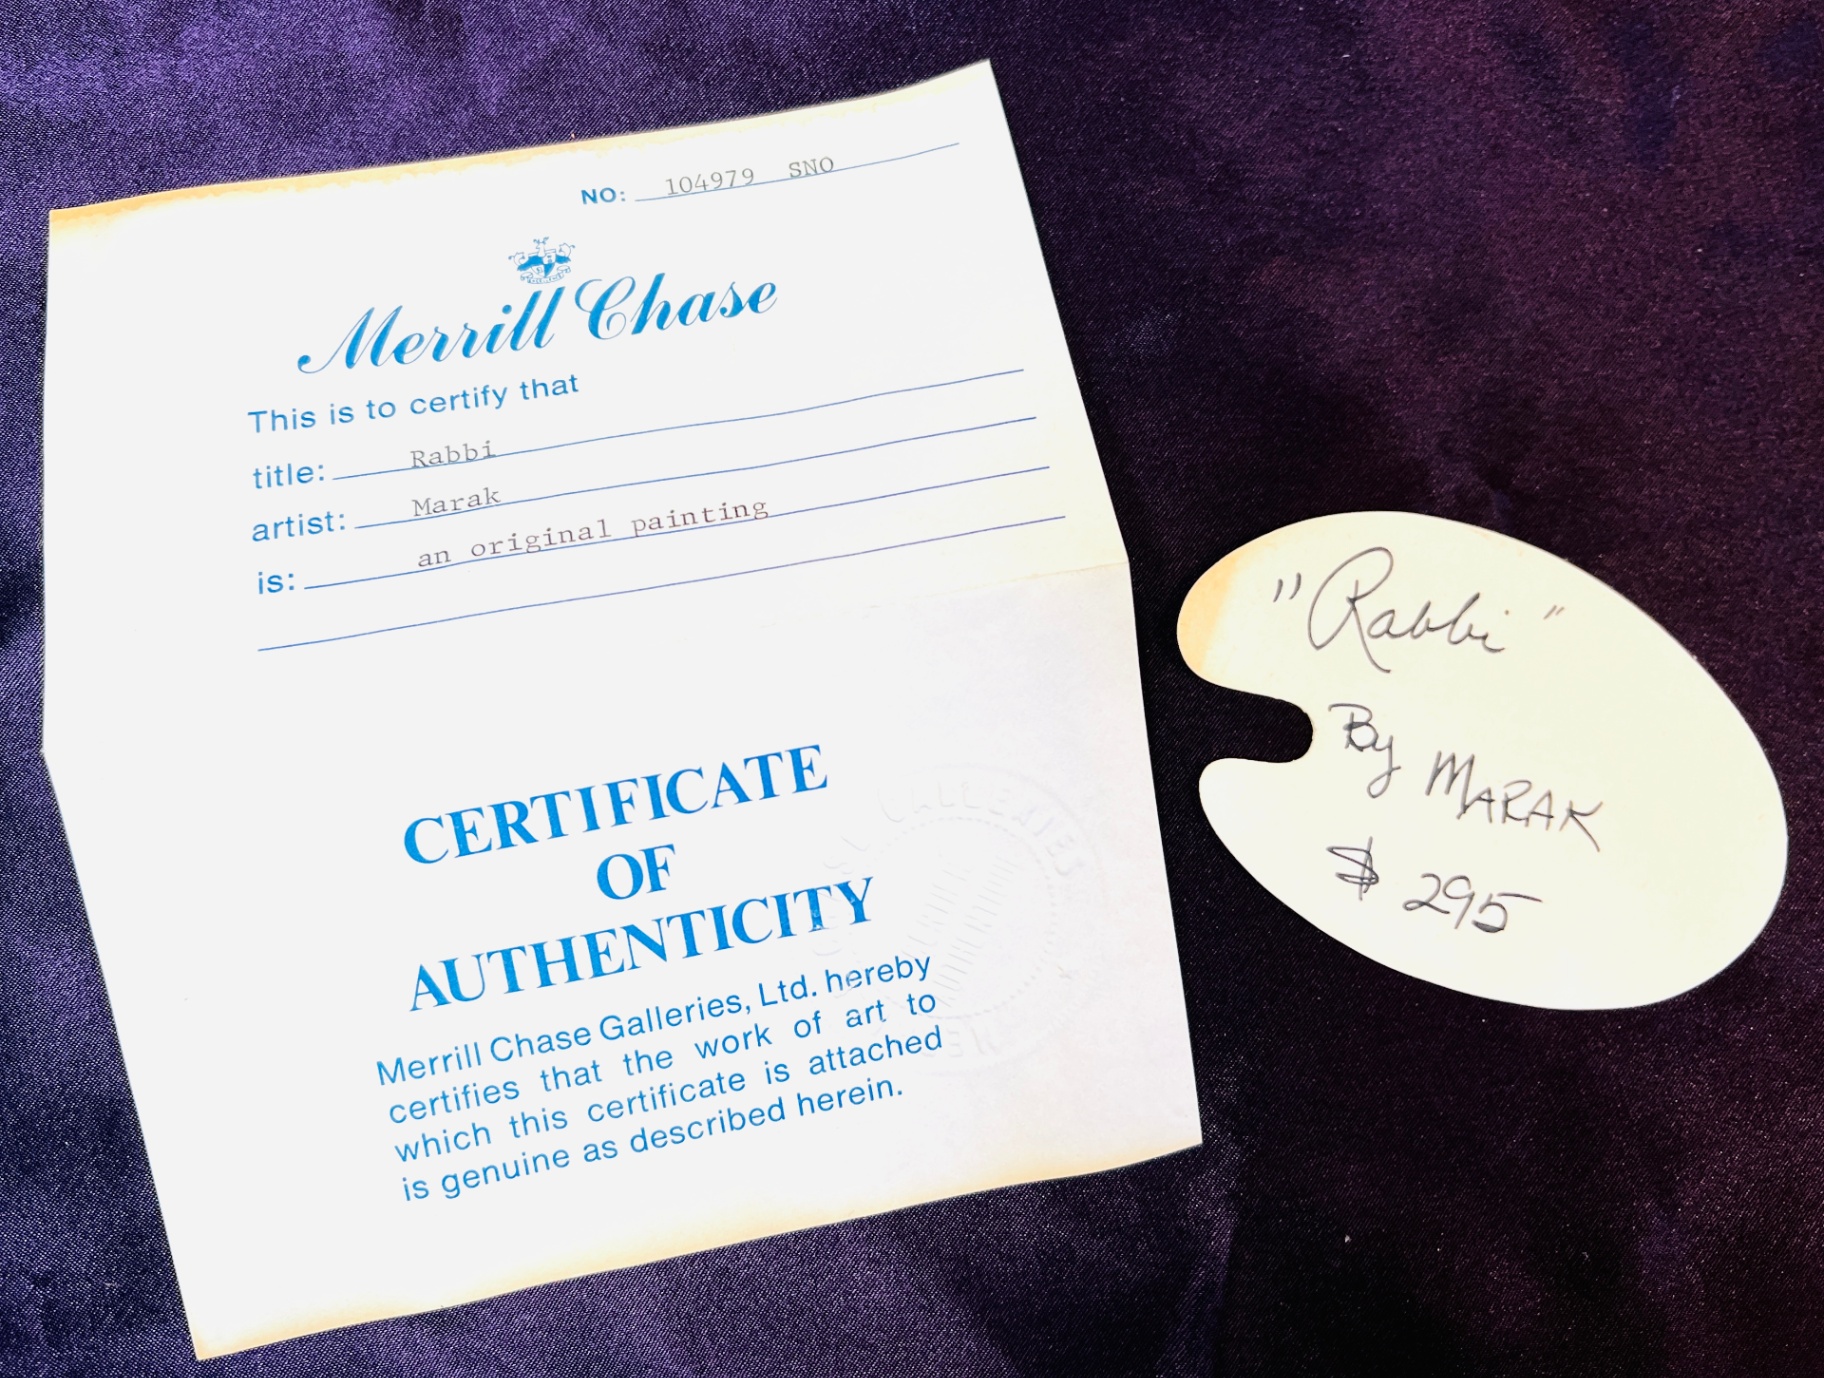 NO: 104979 SNO
Merrill Chase
This is to certify that
title: Rabbi
artist: Marak
is: an original painting
CERTIFICATE
OF
AUTHENTICITY
Merrill Chase Galleries, Ltd. hereby
certifies that the work of art to
which this certificate is attached
is genuine as described herein.
GALLERIES
"Rabbi"
By MARAK
$ 295